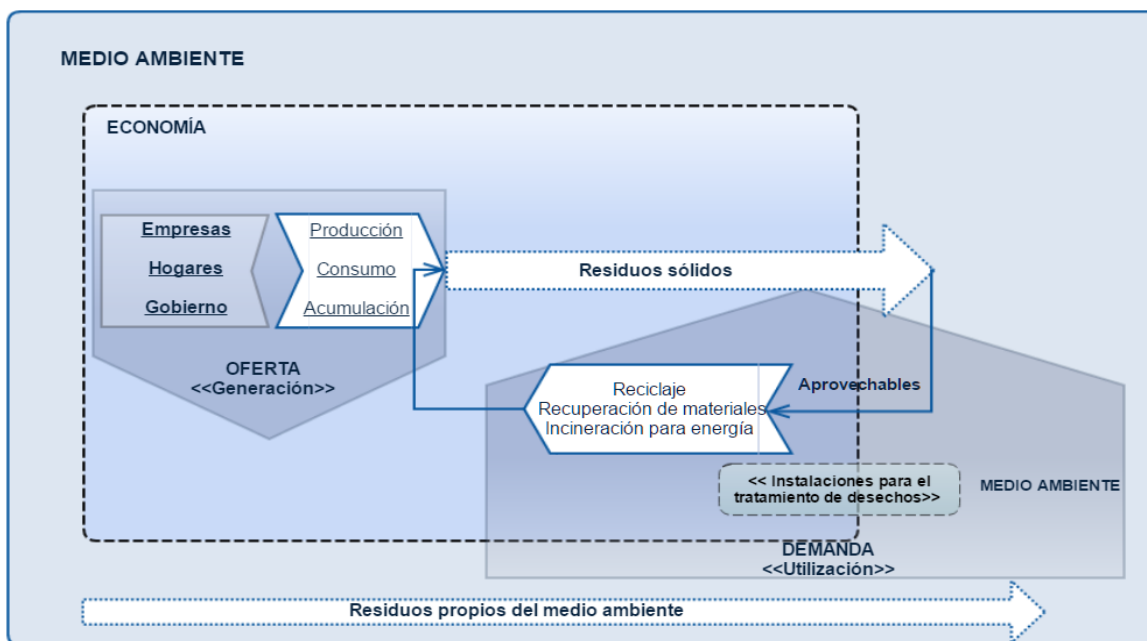 MEDIO AMBIENTE
ECONOMÍA
Empresas
Hogares
Gobierno
Producción
Consumo
Acumulación
Residuos sólidos
OFERTA
<<Generación>>
Reciclaje
Recuperación de materiales
Incineración para energía
Aprovechables
<< Instalaciones para el
tratamiento de desechos>>
MEDIO AMBIENTE
DEMANDA
<<Utilización>>
Residuos propios del medio ambiente